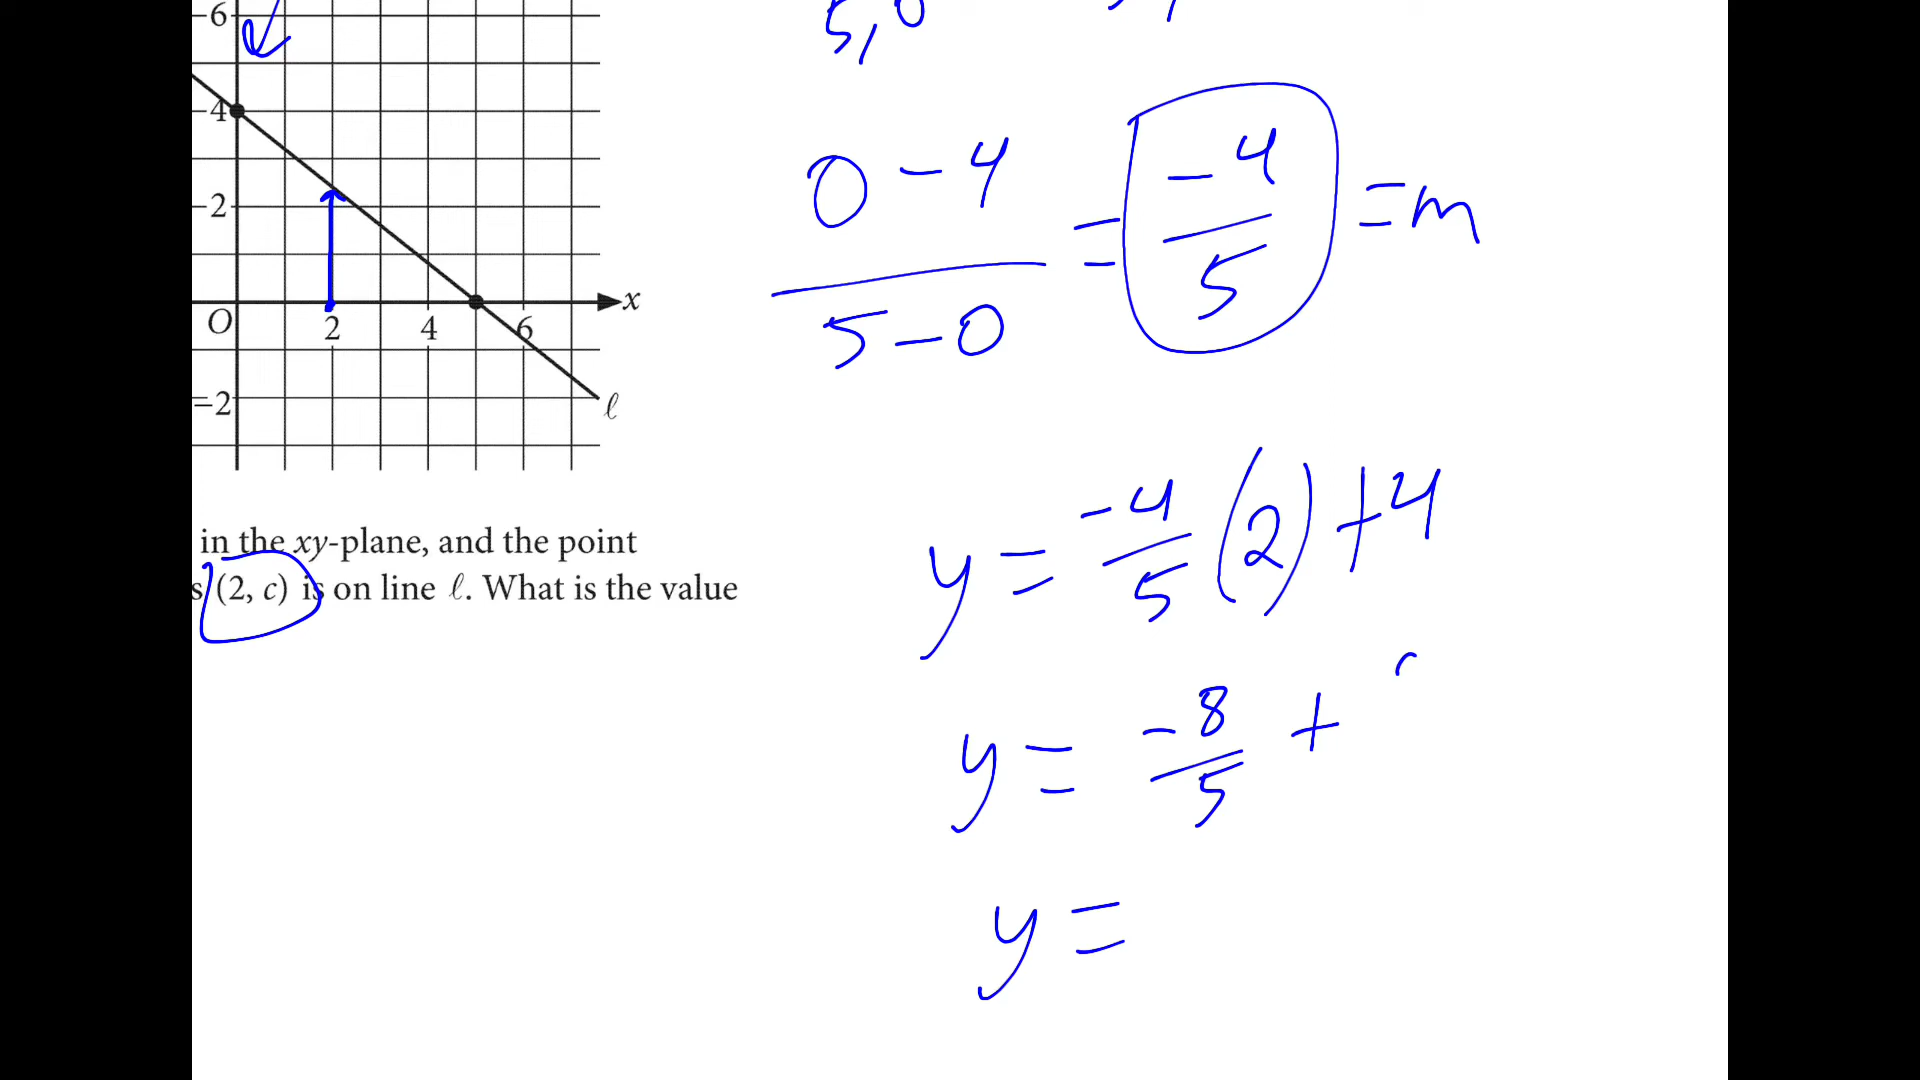 6
4
2
O 2 4 6 x
−2
ℓ
in the xy-plane, and the point
s (2, c) is on line ℓ. What is the value
5,0
0 − 4 / 5 − 0 = −4/5 = m
y = −4/5 (2) + 4
y = −8/5 +
y =